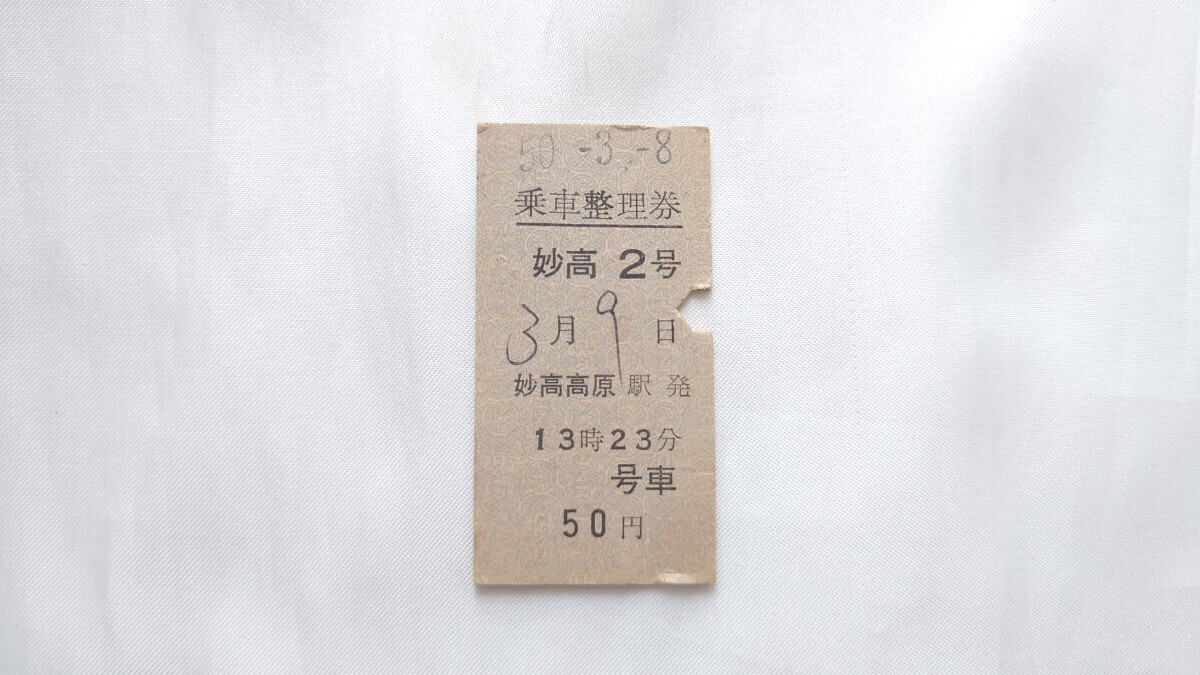 50 -3.-8
乗車整理券
妙高 2号
3月9日
妙高高原駅発
13時23分
号車
50円